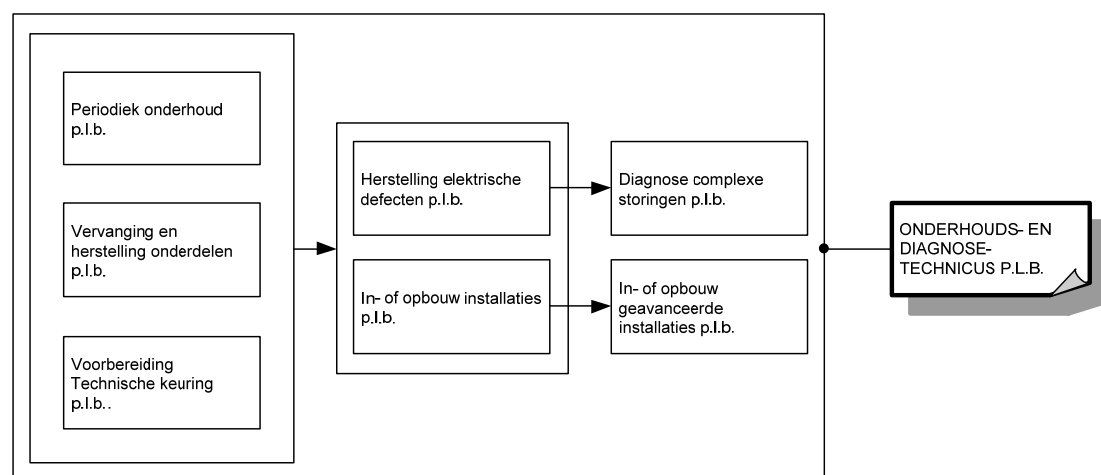 Periodiek onderhoud
p.l.b.
Vervanging en
herstelling onderdelen
p.l.b.
Voorbereiding
Technische keuring
p.l.b..
Herstelling elektrische
defecten p.l.b.
In- of opbouw installaties
p.l.b.
Diagnose complexe
storingen p.l.b.
In- of opbouw
geavanceerde
installaties p.l.b.
ONDERHOUDS- EN
DIAGNOSE-
TECHNICUS P.L.B.